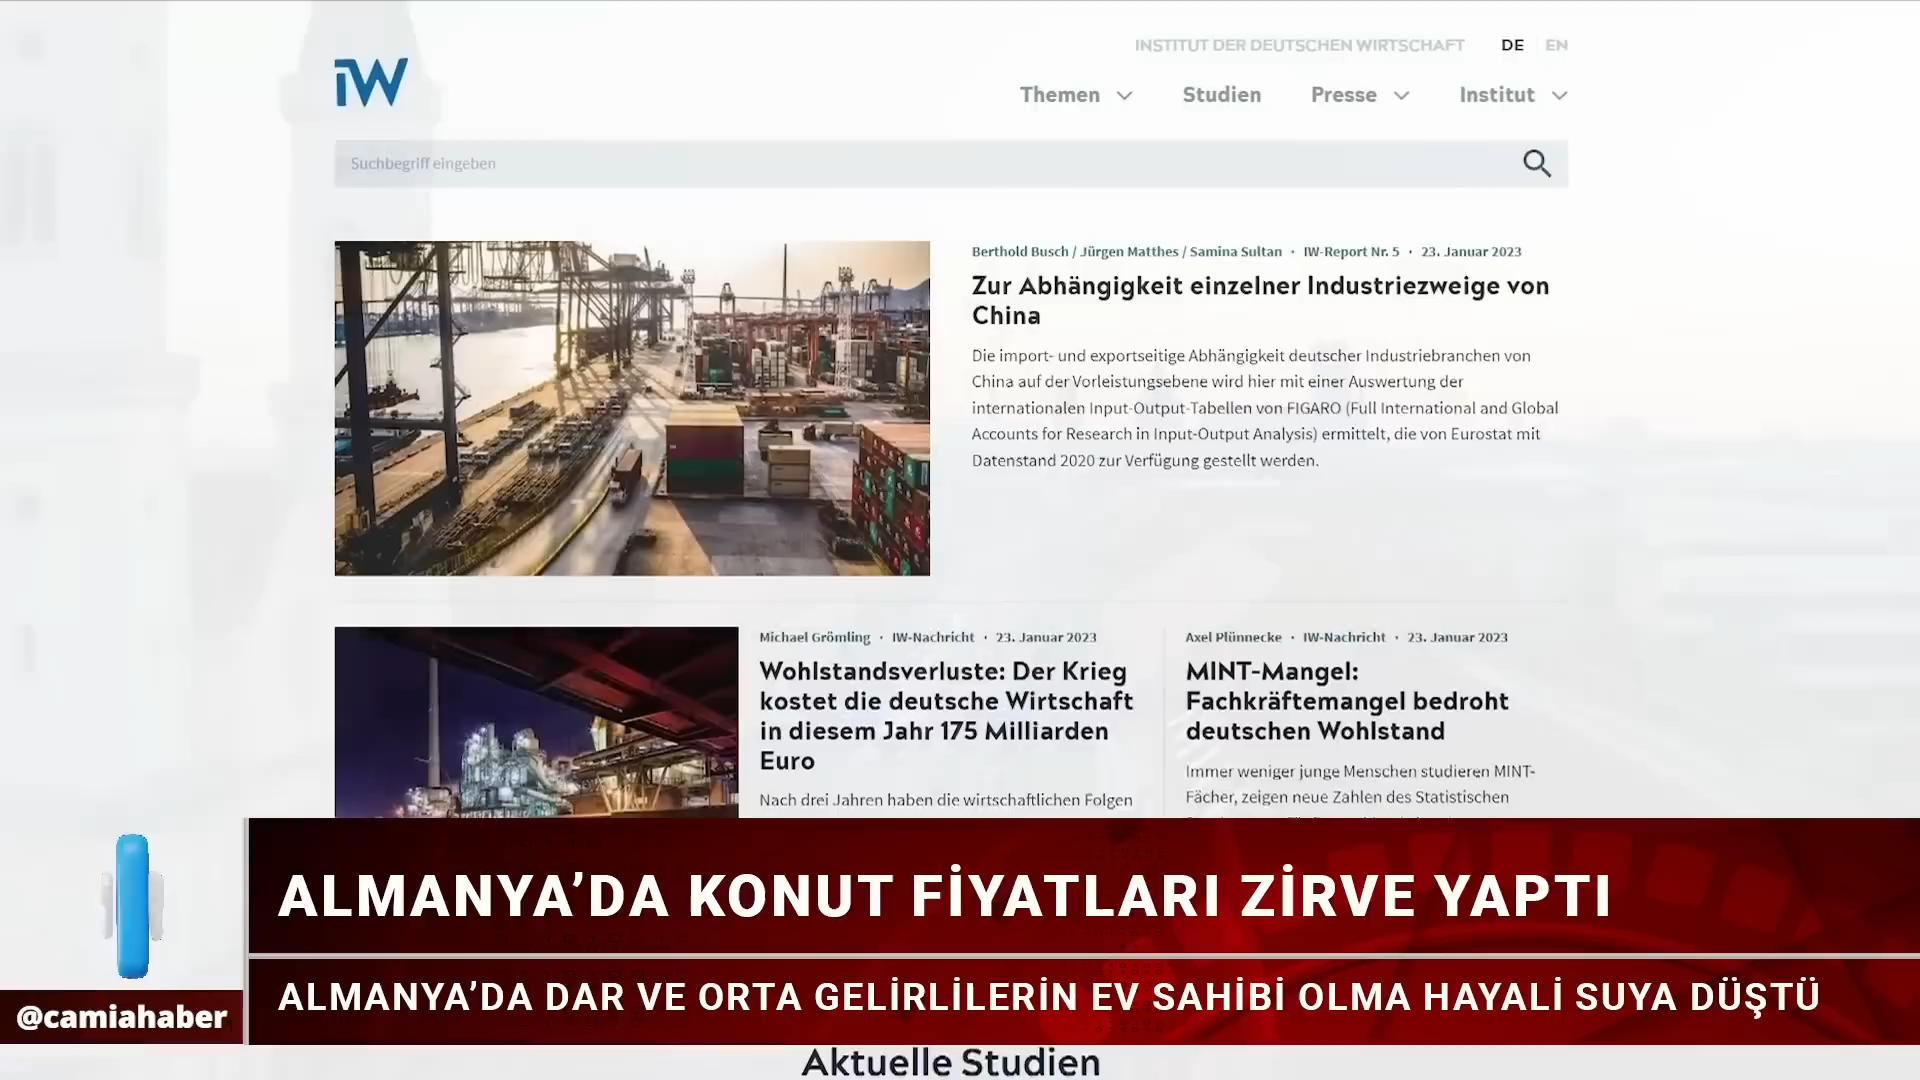 INSTITUT DER DEUTSCHEN WIRTSCHAFT DE EN
iW
Themen Studien Presse Institut
Suchbegriff eingeben
Berthold Busch / Jürgen Matthes / Samina Sultan · IW-Report Nr. 5 · 23. Januar 2023
Zur Abhängigkeit einzelner Industriezweige von
China
Die import- und exportseitige Abhängigkeit deutscher Industriebranchen von
China auf der Vorleistungsebene wird hier mit einer Auswertung der
internationalen Input-Output-Tabellen von FIGARO (Full International and Global
Accounts for Research in Input-Output Analysis) ermittelt, die von Eurostat mit
Datenstand 2020 zur Verfügung gestellt werden.
Michael Grömling · IW-Nachricht · 23. Januar 2023
Wohlstandsverluste: Der Krieg
kostet die deutsche Wirtschaft
in diesem Jahr 175 Milliarden
Euro
Nach drei Jahren haben die wirtschaftlichen Folgen
Axel Plünnecke · IW-Nachricht · 23. Januar 2023
MINT-Mangel:
Fachkräftemangel bedroht
deutschen Wohlstand
Immer weniger junge Menschen studieren MINT-
Fächer, zeigen neue Zahlen des Statistischen
ALMANYA’DA KONUT FİYATLARI ZİRVE YAPTI
ALMANYA’DA DAR VE ORTA GELİRLİLERİN EV SAHİBİ OLMA HAYALİ SUYA DÜŞTÜ
@camiahaber
Aktuelle Studien